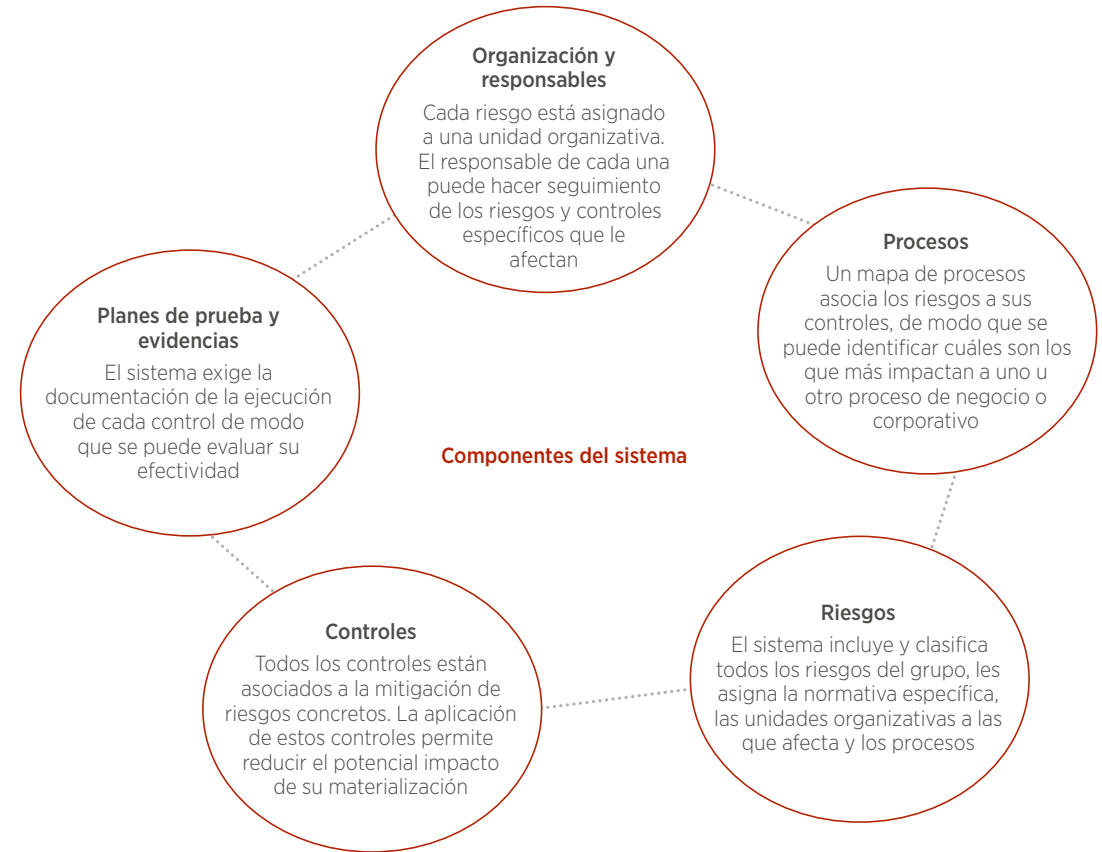 Organización y
responsables
Cada riesgo está asignado
a una unidad organizativa.
El responsable de cada una
puede hacer seguimiento
de los riesgos y controles
específicos que le
afectan
Procesos
Un mapa de procesos
asocia los riesgos a sus
controles, de modo que se
puede identificar cuáles son los
que más impactan a uno u
otro proceso de negocio o
corporativo
Planes de prueba y
evidencias
El sistema exige la
documentación de la ejecución
de cada control de modo
que se puede evaluar su
efectividad
Componentes del sistema
Riesgos
El sistema incluye y clasifica
todos los riesgos del grupo, les
asigna la normativa específica,
las unidades organizativas a las
que afecta y los procesos
Controles
Todos los controles están
asociados a la mitigación de
riesgos concretos. La aplicación
de estos controles permite
reducir el potencial impacto
de su materialización